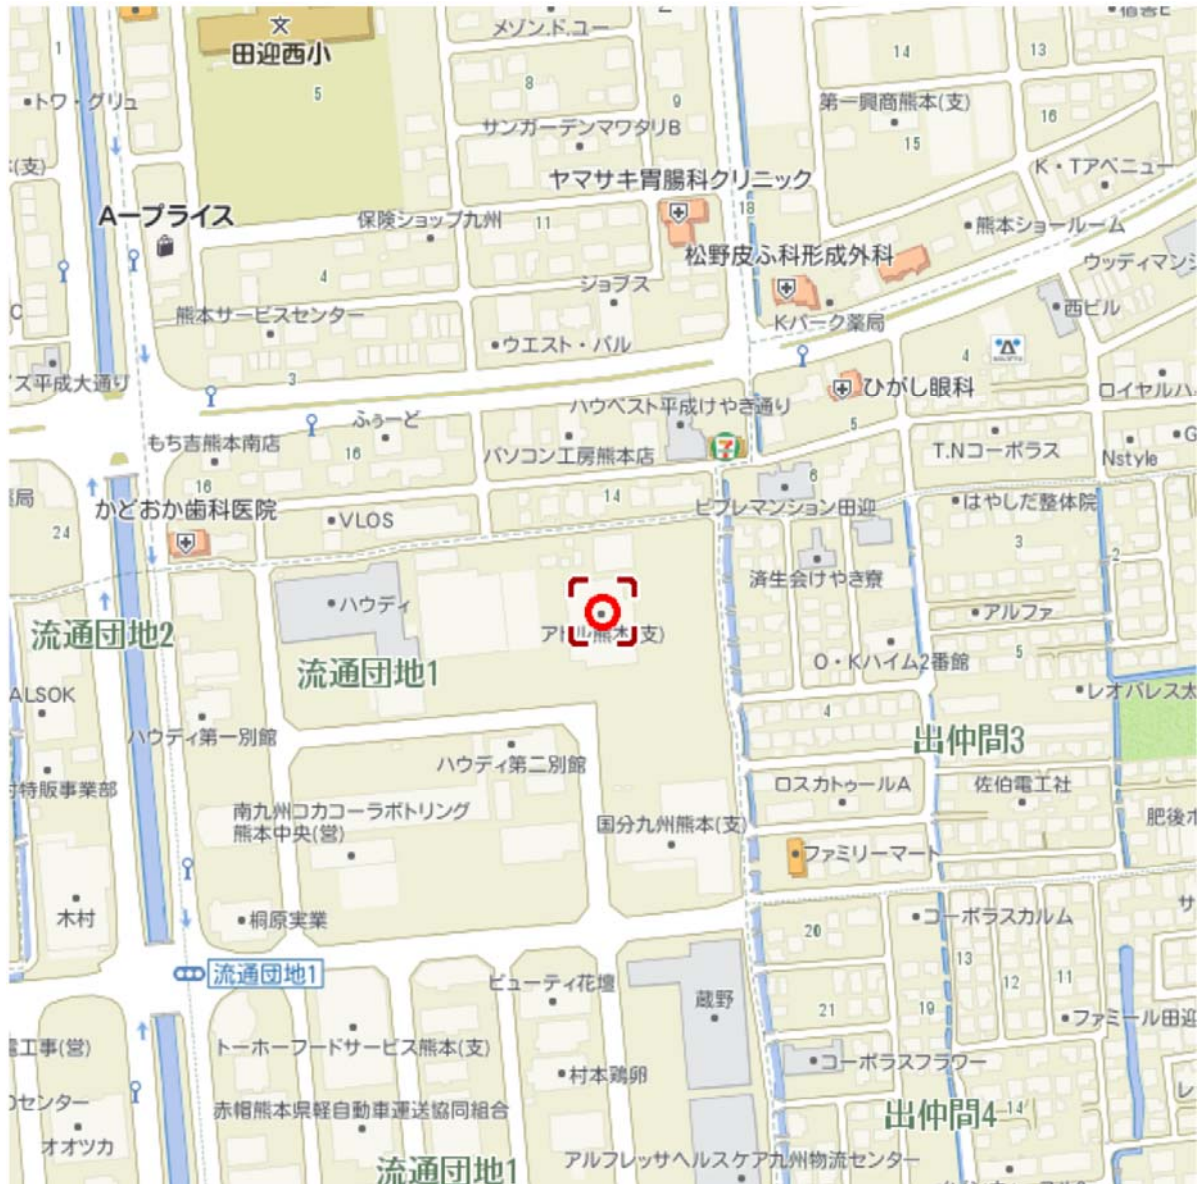 田迎西小
5
1
トワ・グリュ
(支)
メゾン.ド.ユー
8
9
サンガーデンマワタリB
宿舎E
14
13
第一興商熊本(支)
15
16
K・Tアベニュー
ヤマサキ胃腸科クリニック
18
Aープライス
保険ショップ九州
11
4
松野皮ふ科形成外科
熊本ショールーム
ウッディマンシ
ジョブス
熊本サービスセンター
ウエスト・バル
Kパーク薬局
西ビル
C
ズ平成大通り
3
ふぅーど
ハウベスト平成けやき通り
ひがし眼科
4
ロイヤルハ
もち吉熊本南店
16
パソコン工房熊本店
7
5
T.Nコーポラス
Nstyle
G
16
かどおか歯科医院
VLOS
14
6
ビブレマンション田迎
はやしだ整体院
局
24
3
2
済生会けやき寮
ハウディ
アトル熊本(支)
アルファ
流通団地2
流通団地1
O・Kハイム2番館
5
ALSOK
レオパレス太
ハウディ第一別館
4
出仲間3
ハウディ第二別館
特販事業部
ロスカトゥールA
佐伯電工社
南九州コカコーラボトリング
熊本中央(営)
国分九州熊本(支)
肥後ホ
ファミリーマート
木村
桐原実業
コーポラスカルム
サ
20
流通団地1
ビューティ花壇
蔵野
13
12
11
21
19
ファミール田迎
電工事(営)
トーホーフードサービス熊本(支)
村本鶏卵
コーポラスフラワー
レ
センター
赤帽熊本県軽自動車運送協同組合
出仲間4
14
オオツカ
流通団地1
アルフレッサヘルスケア九州物流センター